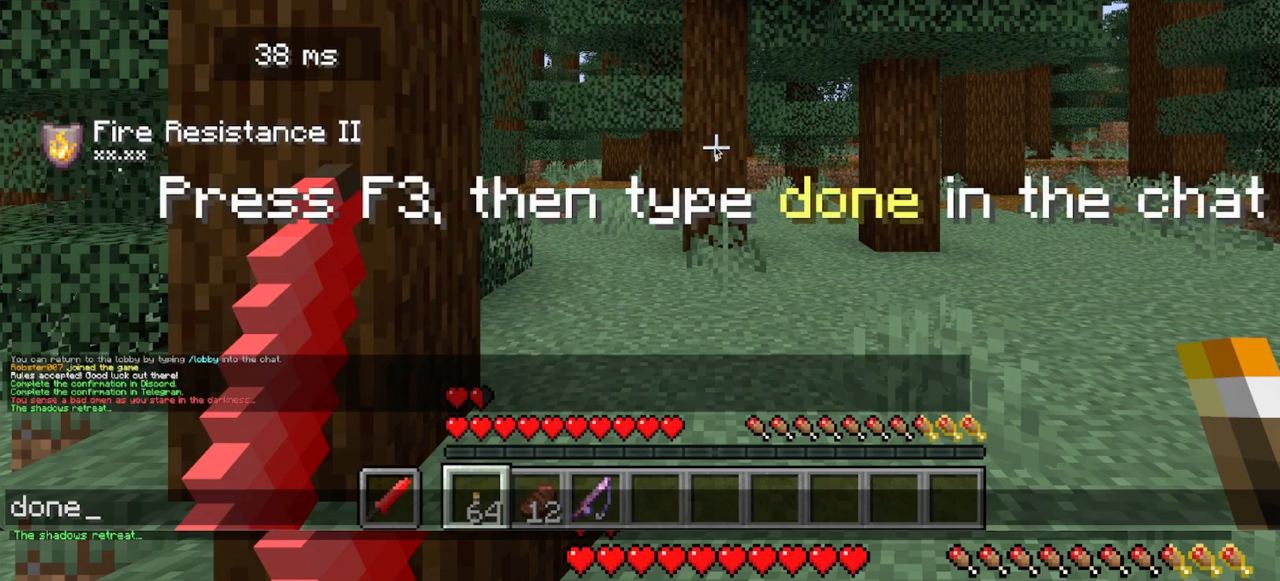 38 ms
Fire Resistance II
xx.xx
Press F3, then type done in the chat
You can return to the lobby by typing /lobby into the chat.
Robster007 joined the game
Rules accepted! Good luck out there!
Complete the confirmation in Discord.
Complete the confirmation in Telegram.
You sense a bad omen as you stare in the darkness...
The shadows retreat...
64
12
done_
The shadows retreat...